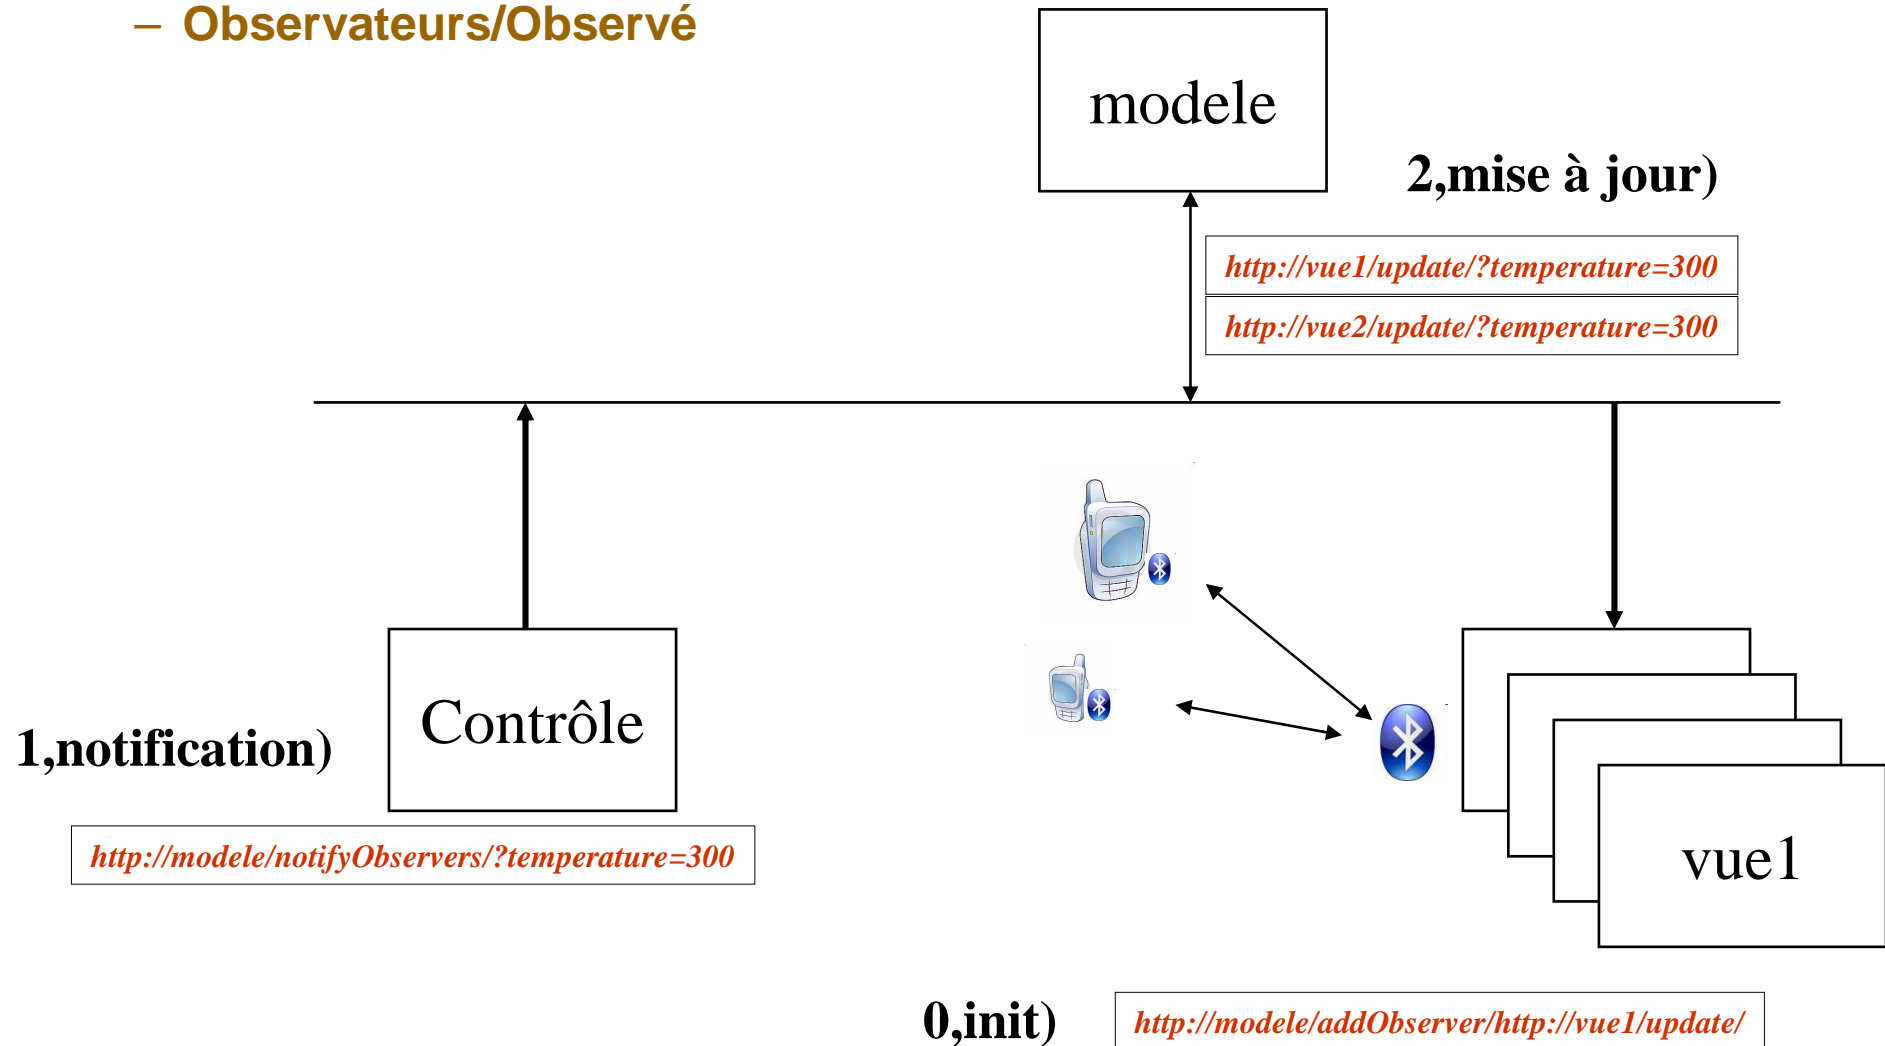 – Observateurs/Observé
modele
2,mise à jour)
http://vue1/update/?temperature=300
http://vue2/update/?temperature=300
Contrôle
1,notification)
http://modele/notifyObservers/?temperature=300
vue1
0,init)
http://modele/addObserver/http://vue1/update/